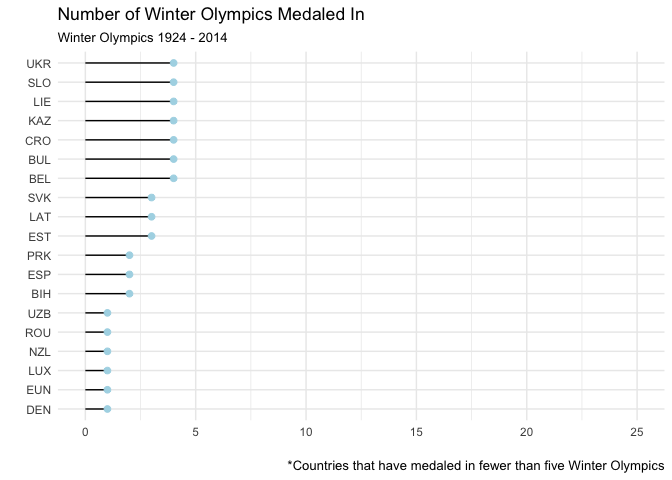 Number of Winter Olympics Medaled In
Winter Olympics 1924 - 2014
UKR
SLO
LIE
KAZ
CRO
BUL
BEL
SVK
LAT
EST
PRK
ESP
BIH
UZB
ROU
NZL
LUX
EUN
DEN
0 5 10 15 20 25
*Countries that have medaled in fewer than five Winter Olympics